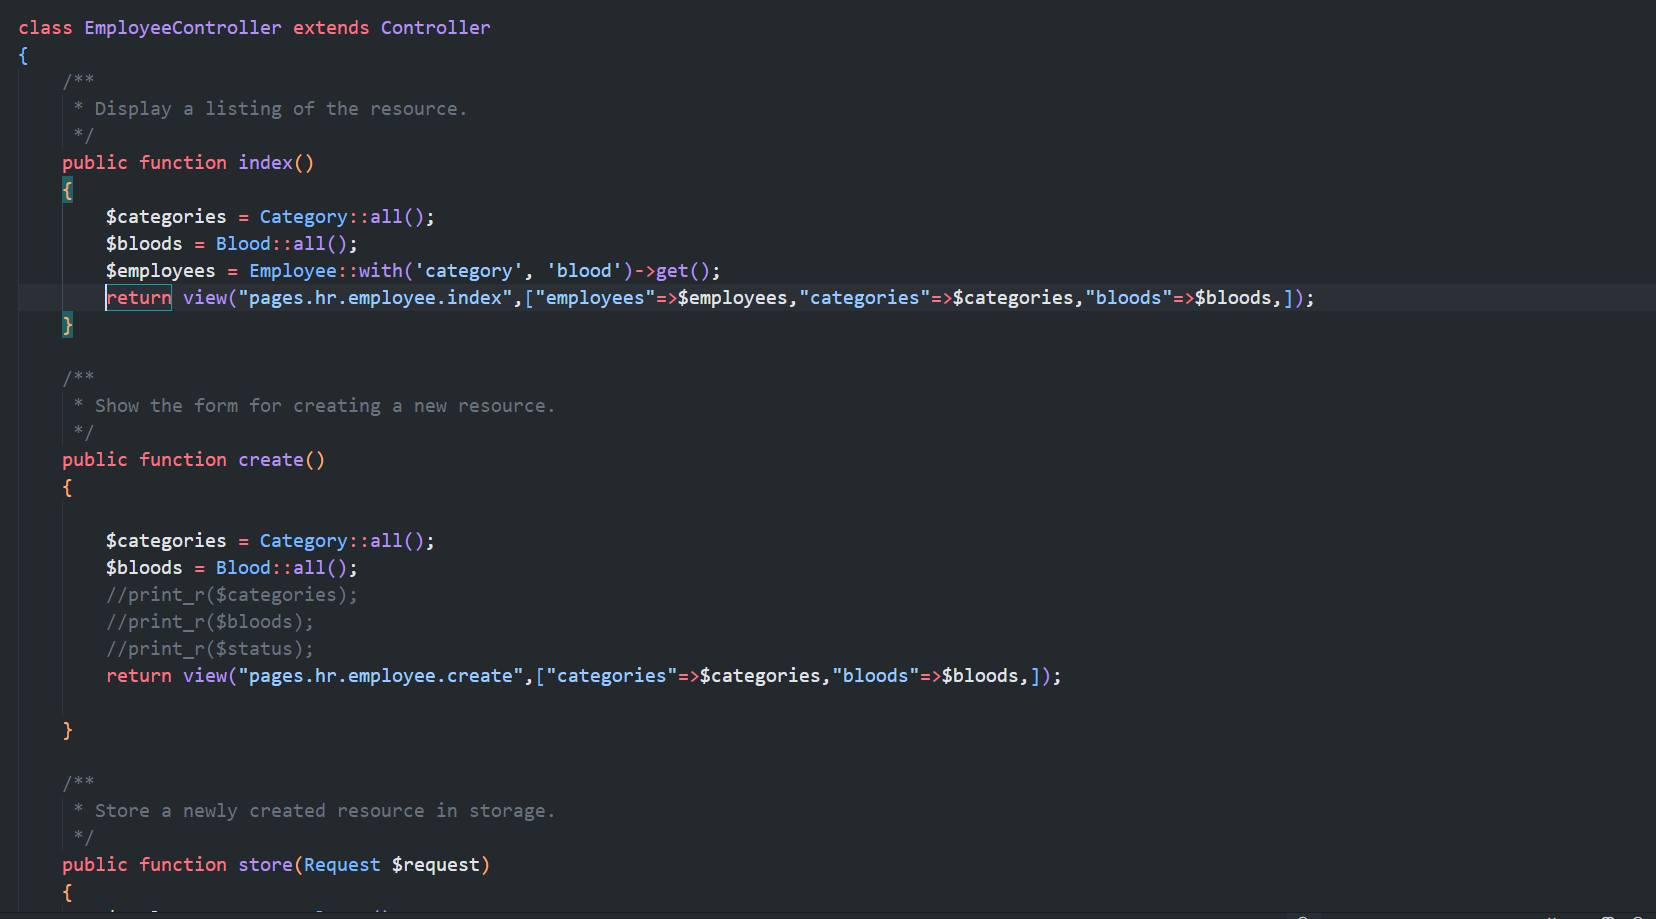 class EmployeeController extends Controller
{
    /**
     * Display a listing of the resource.
     */
    public function index()
    {
        $categories = Category::all();
        $bloods = Blood::all();
        $employees = Employee::with('category', 'blood')->get();
        return view("pages.hr.employee.index",["employees"=>$employees,"categories"=>$categories,"bloods"=>$bloods,]);
    }

    /**
     * Show the form for creating a new resource.
     */
    public function create()
    {

        $categories = Category::all();
        $bloods = Blood::all();
        //print_r($categories);
        //print_r($bloods);
        //print_r($status);
        return view("pages.hr.employee.create",["categories"=>$categories,"bloods"=>$bloods,]);

    }

    /**
     * Store a newly created resource in storage.
     */
    public function store(Request $request)
    {